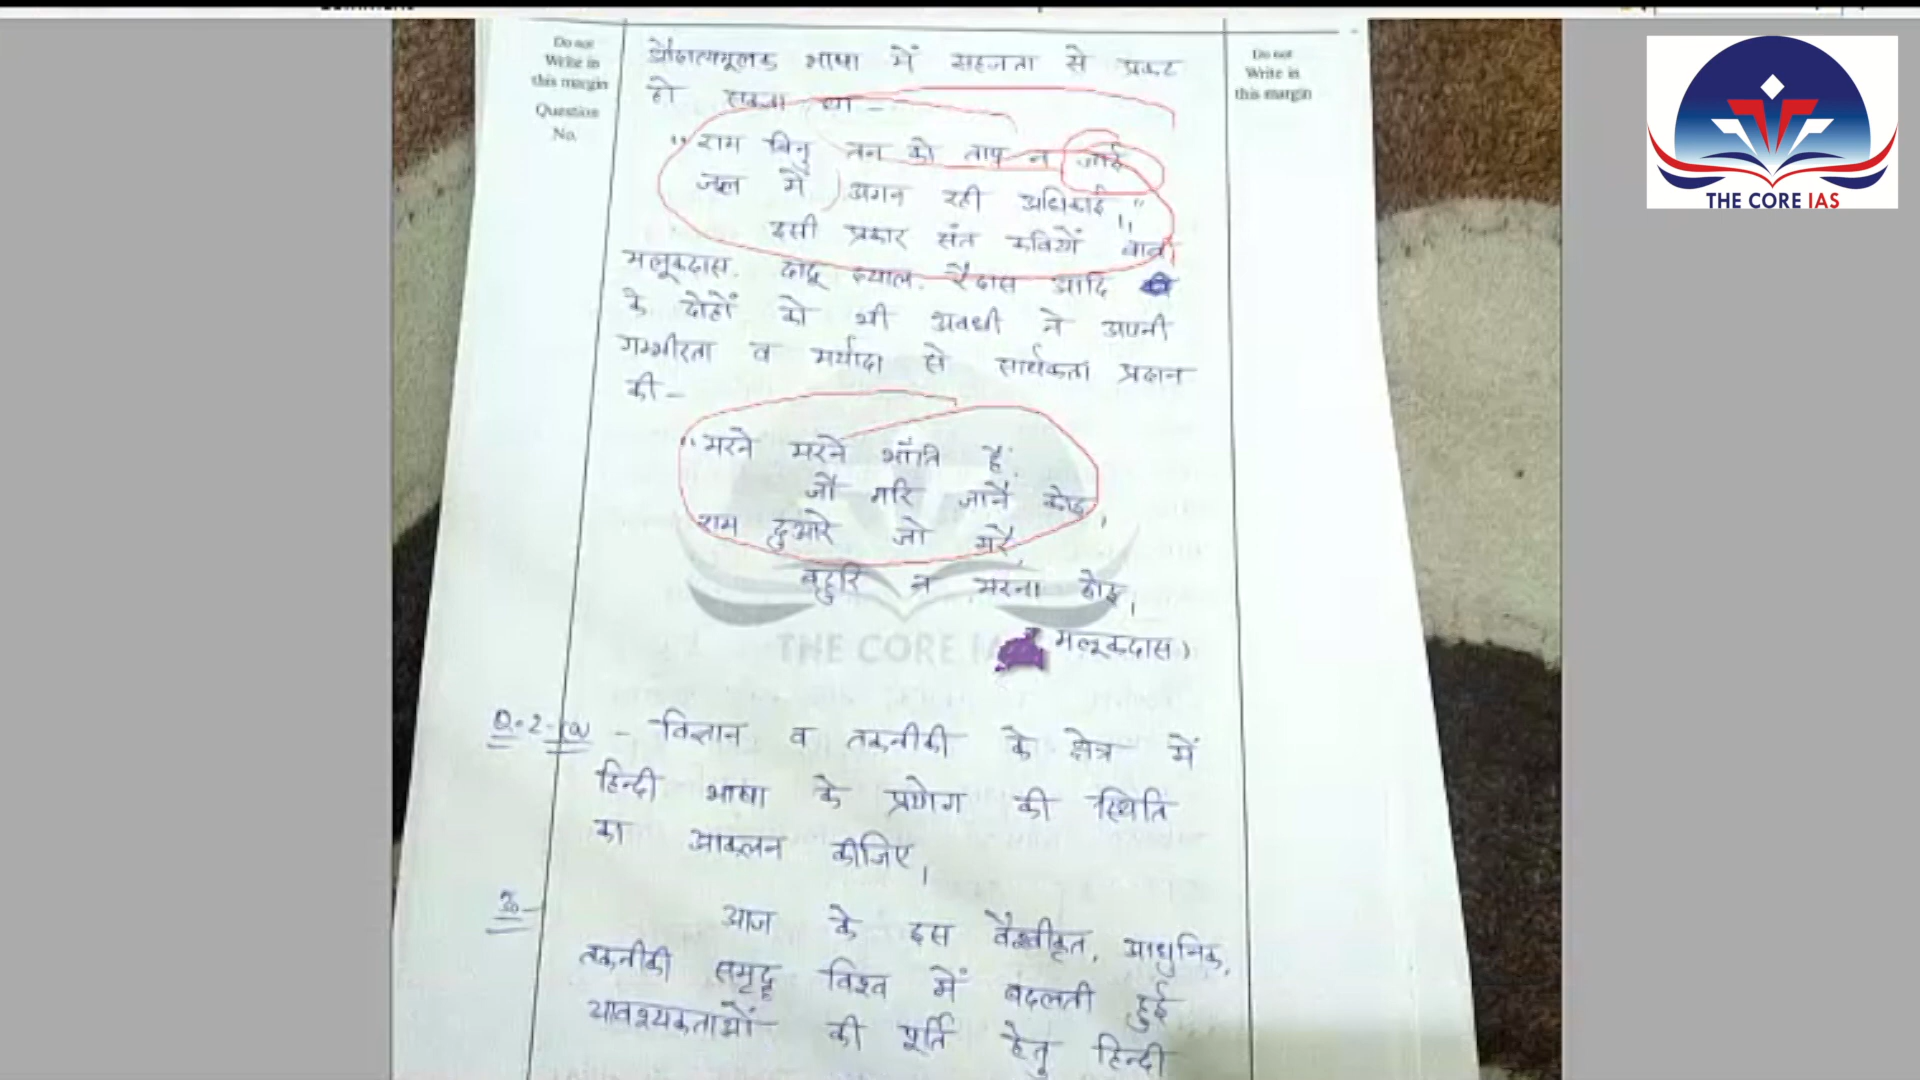 Do not
Write in
this margin
Question
No.
औदात्यमूलक भाषा में सहजता से प्रकट
हो सकता था -
"राम बिनु तन को ताप न जाई
जल में अगन रही अधिकाई।"
इसी प्रकार संत कवियों बाबा
मलूकदास, दादू दयाल, रैदास आदि
के दोहों को भी अवधी ने अपनी
गम्भीरता व मर्यादा से सार्थकता प्रदान
की -
"मरने मरने भाँति है,
जौ मरि जानै कोइ,
राम दुआरे जो मरै,
बहुरि न मरना होइ।
मलूकदास)
THE CORE IAS
Q.2-(a) - विज्ञान व तकनीकी के क्षेत्र में
हिन्दी भाषा के प्रयोग की स्थिति
का आकलन कीजिए।
उ-
आज के इस वैश्वीकृत, आधुनिक,
तकनीकी समृद्ध विश्व में बदलती हुई
आवश्यकताओं की पूर्ति हेतु हिन्दी
Do not
Write in
this margin
THE CORE IAS